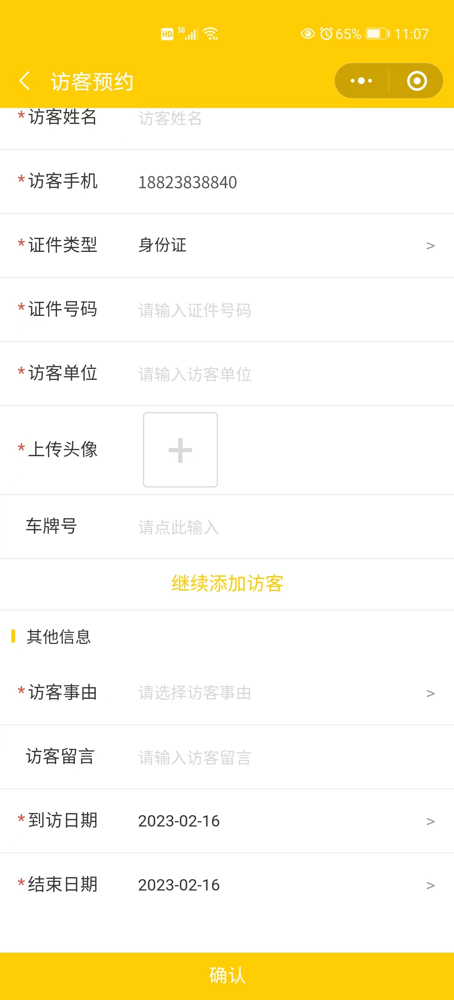 HD 5G 65% 11:07
访客预约
*访客姓名 访客姓名
*访客手机 18823838840
*证件类型 身份证 >
*证件号码 请输入证件号码
*访客单位 请输入访客单位
*上传头像 +
车牌号 请点此输入
继续添加访客
其他信息
*访客事由 请选择访客事由 >
访客留言 请输入访客留言
*到访日期 2023-02-16 >
*结束日期 2023-02-16 >
确认